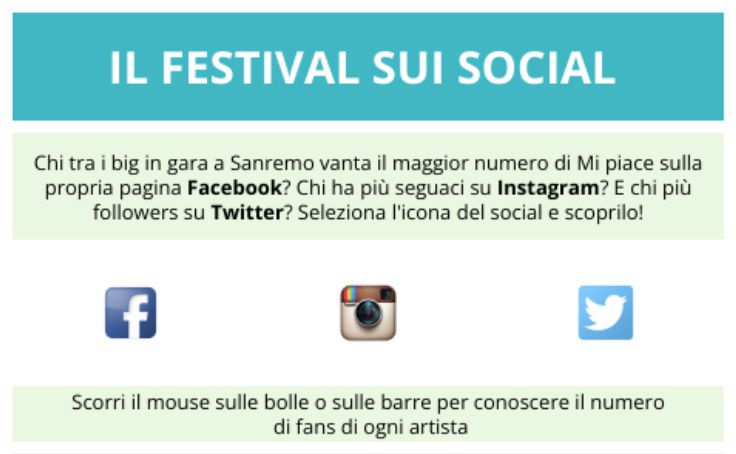 IL FESTIVAL SUI SOCIAL
Chi tra i big in gara a Sanremo vanta il maggior numero di Mi piace sulla
propria pagina Facebook? Chi ha più seguaci su Instagram? E chi più
followers su Twitter? Seleziona l'icona del social e scoprilo!
Scorri il mouse sulle bolle o sulle barre per conoscere il numero
di fans di ogni artista